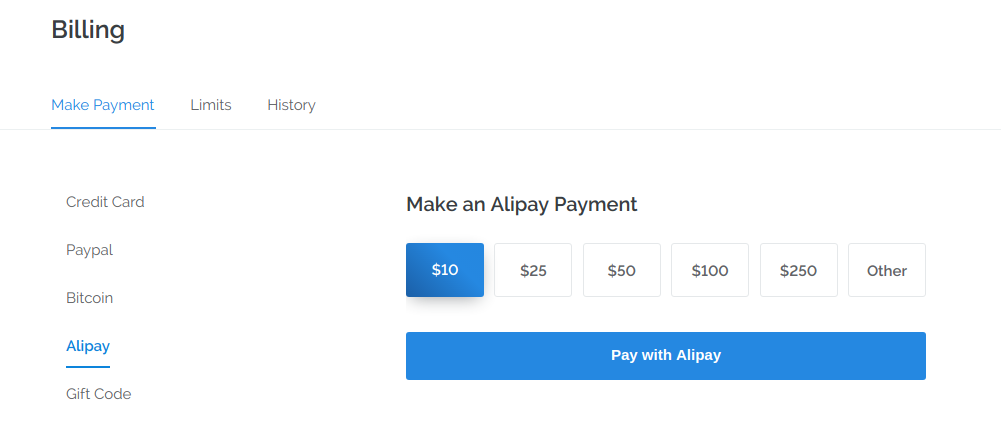 Billing
Make Payment Limits History
Credit Card
Paypal
Bitcoin
Alipay
Gift Code
Make an Alipay Payment
$10 $25 $50 $100 $250 Other
Pay with Alipay